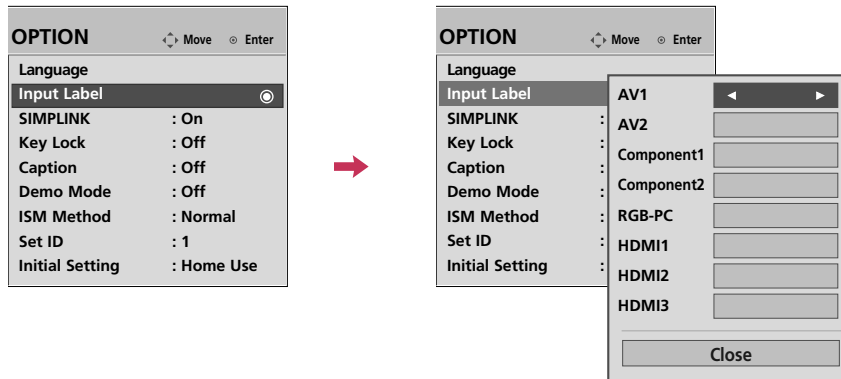 OPTION Move Enter
Language
Input Label
SIMPLINK : On
Key Lock : Off
Caption : Off
Demo Mode : Off
ISM Method : Normal
Set ID : 1
Initial Setting : Home Use
OPTION Move Enter
Language
Input Label
SIMPLINK :
Key Lock :
Caption :
Demo Mode :
ISM Method :
Set ID :
Initial Setting :
AV1
AV2
Component1
Component2
RGB-PC
HDMI1
HDMI2
HDMI3
Close